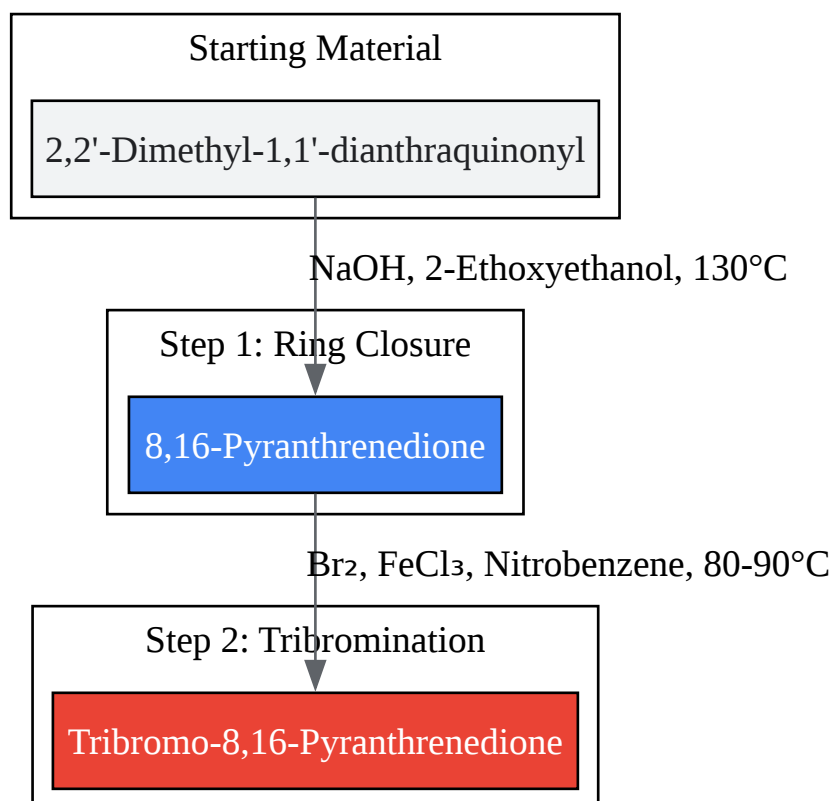 Starting Material
2,2'-Dimethyl-1,1'-dianthraquinonyl
NaOH, 2-Ethoxyethanol, 130°C
Step 1: Ring Closure
8,16-Pyranthrenedione
Br₂, FeCl₃, Nitrobenzene, 80-90°C
Step 2: Tribromination
Tribromo-8,16-Pyranthrenedione